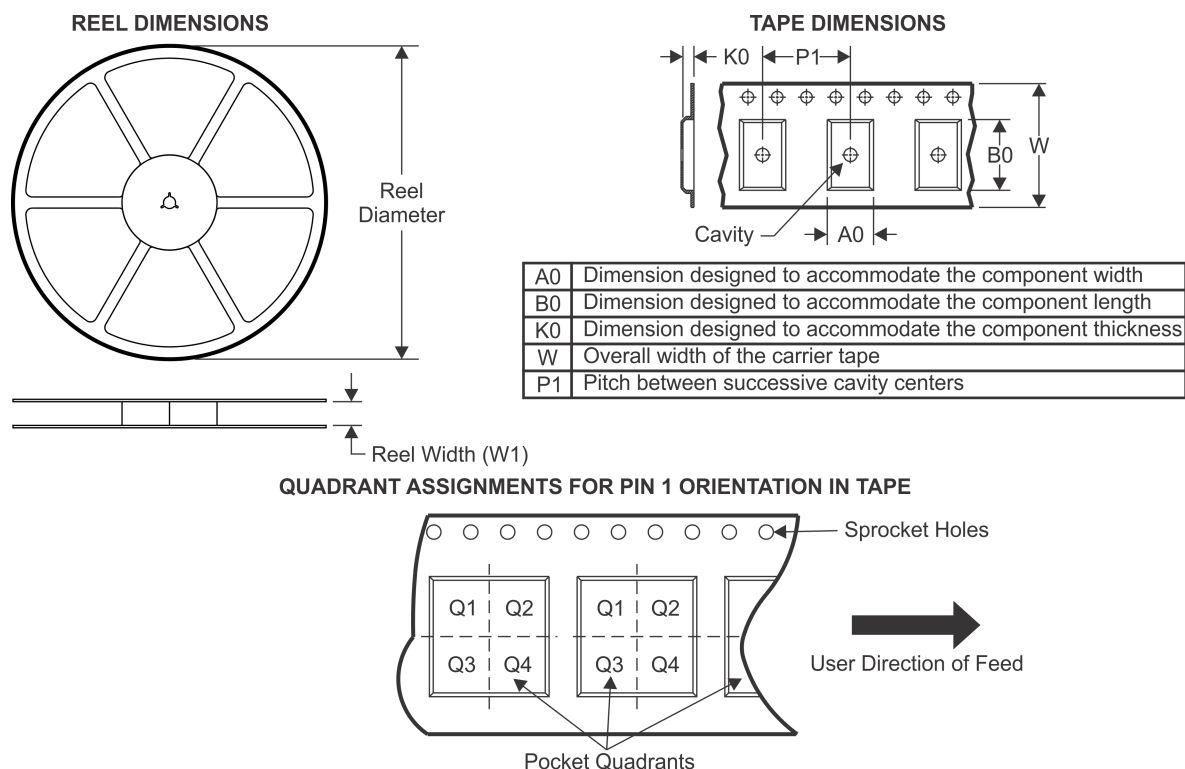 REEL DIMENSIONS
Reel
Diameter
Reel Width (W1)
TAPE DIMENSIONS
K0
P1
B0
W
Cavity
A0
A0 Dimension designed to accommodate the component width
B0 Dimension designed to accommodate the component length
K0 Dimension designed to accommodate the component thickness
W Overall width of the carrier tape
P1 Pitch between successive cavity centers
QUADRANT ASSIGNMENTS FOR PIN 1 ORIENTATION IN TAPE
Sprocket Holes
Q1 Q2 Q1 Q2
Q3 Q4 Q3 Q4
User Direction of Feed
Pocket Quadrants